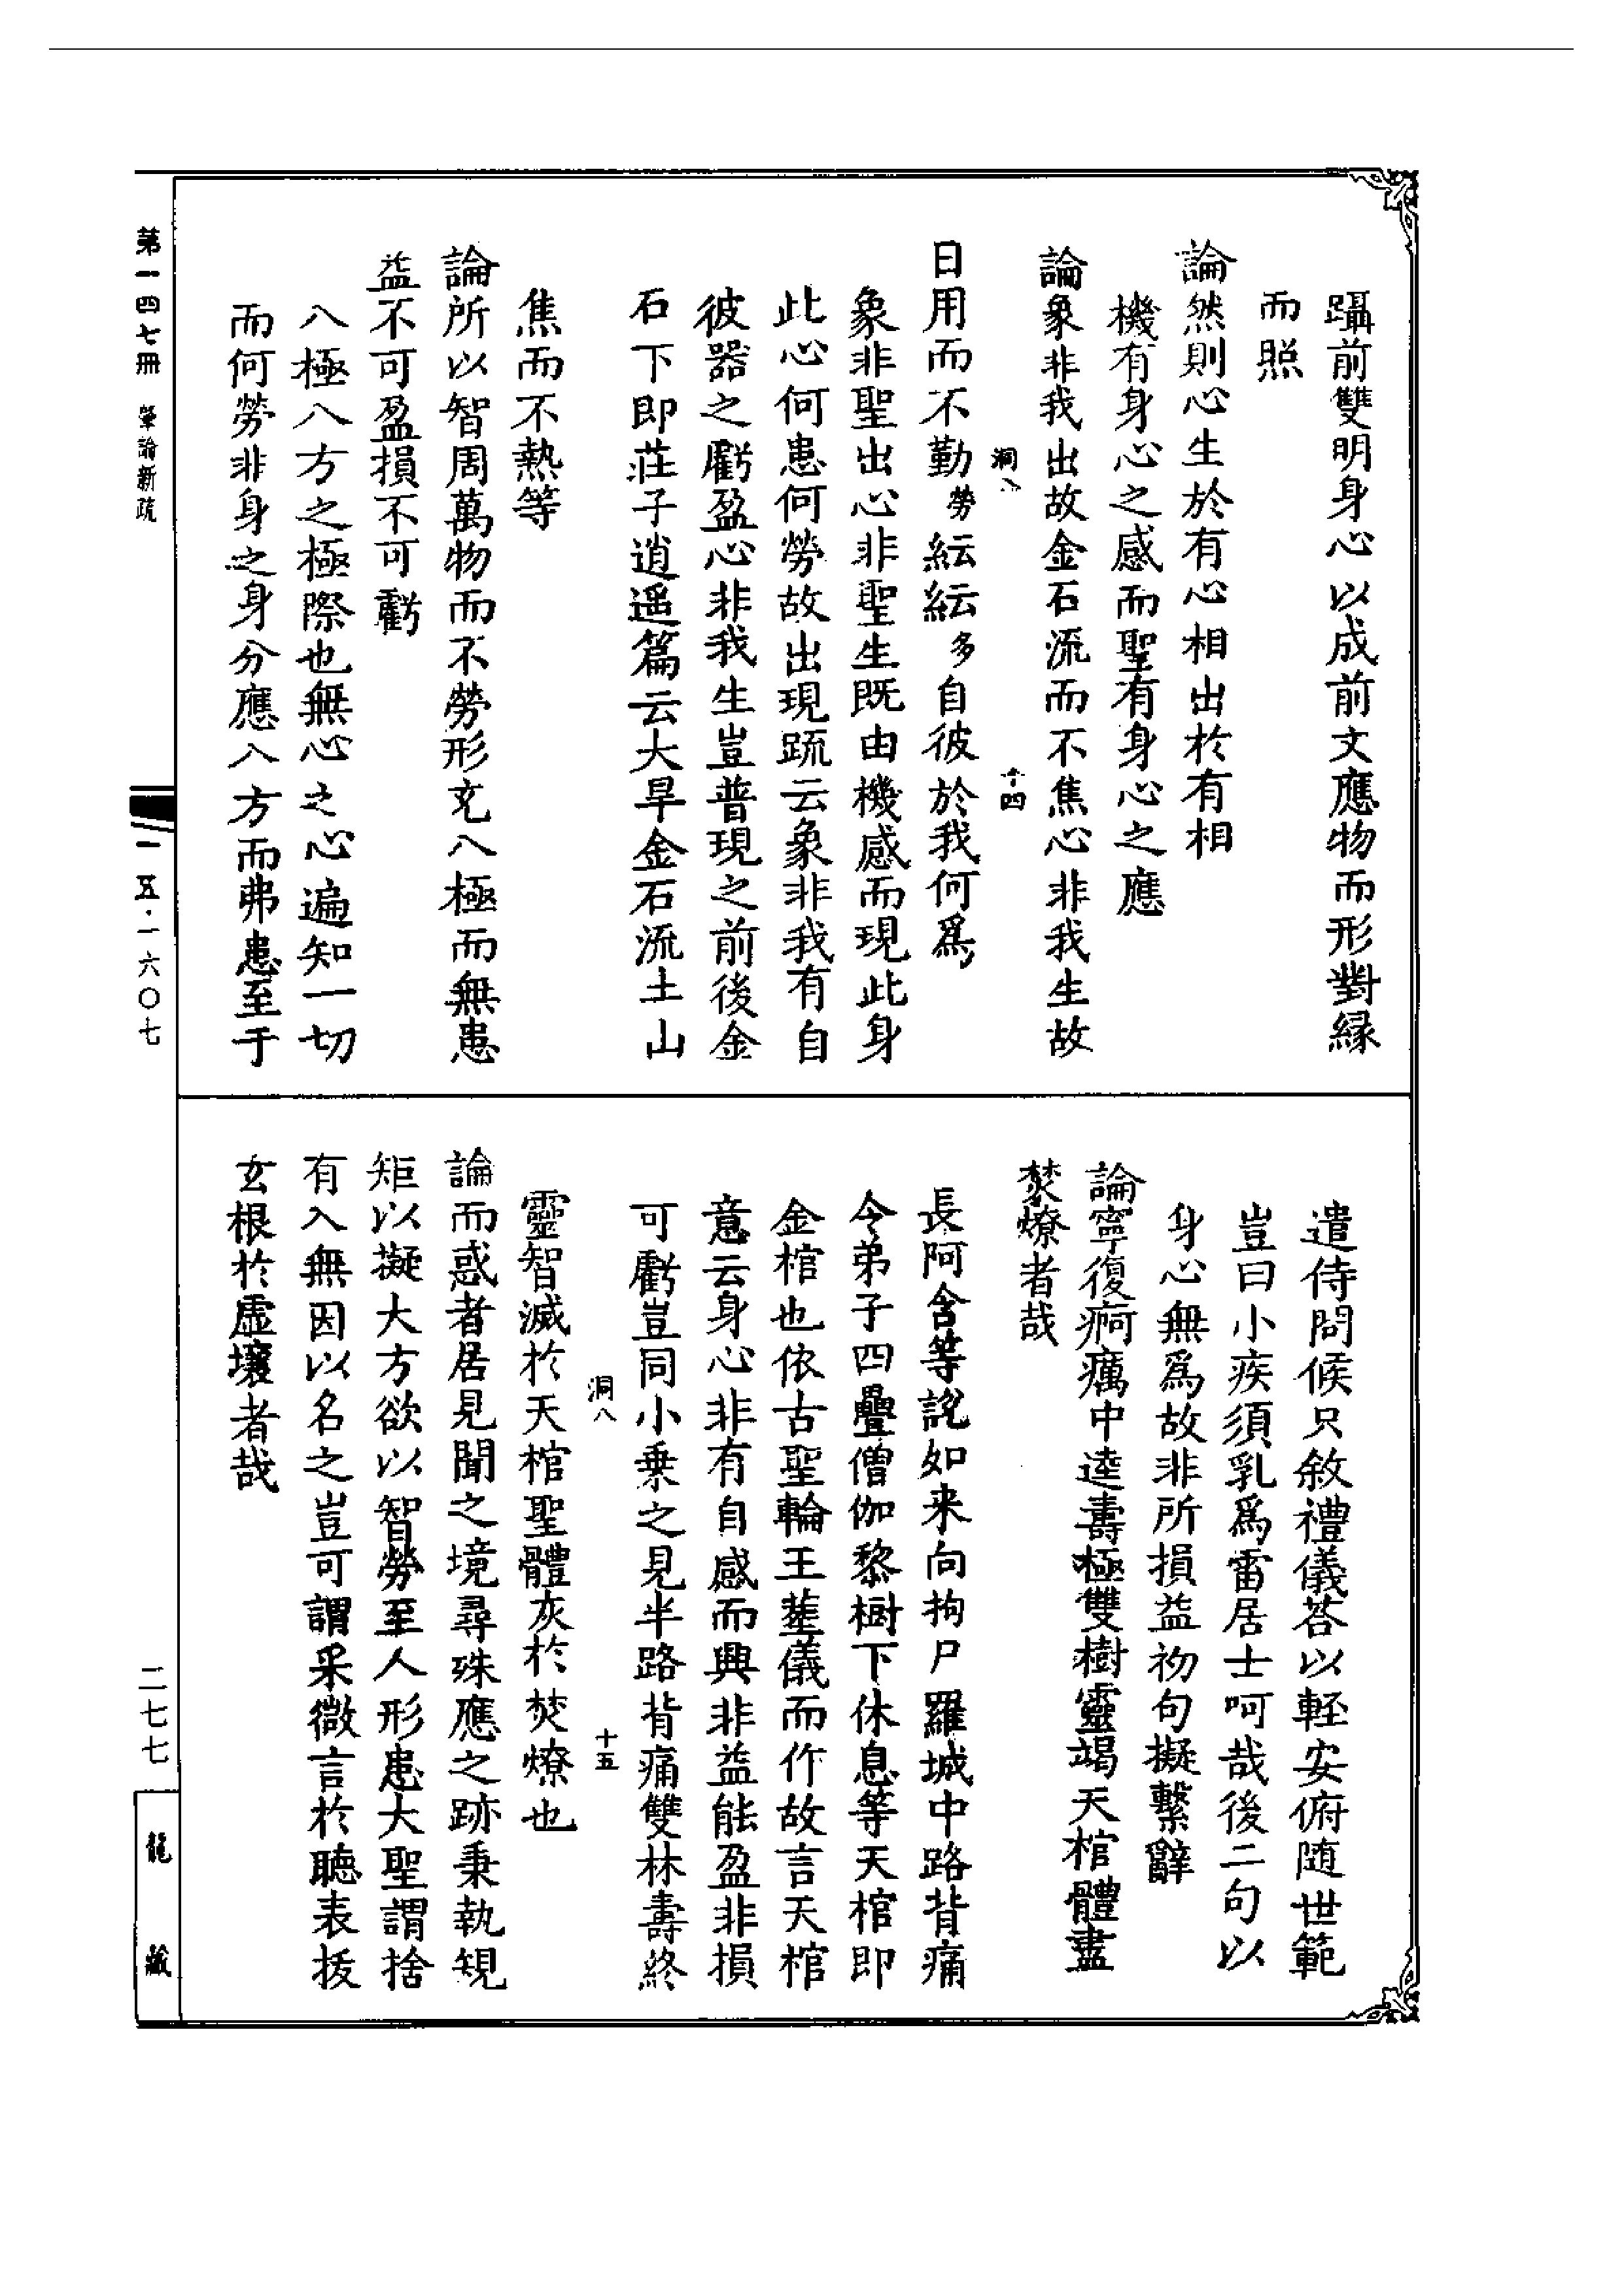 躡前雙明身心以成前文應物而形對緣
而照
論然則心生於有心相出於有相
機有身心之感而聖有身心之應
論象非我出故金石流而不焦心非我生故
洞八 十四
日用而不勤勞紜紜多自彼於我何爲
象非聖出心非聖生既由機感而現此身
此心何患何勞故出現䟽云象非我有自
彼器之虧盈心非我生豈普現之前後金
石下即莊子逍遥篇云大旱金石流土山
焦而不熱等
論所以智周萬物而不勞形充八極而無患
益不可盈損不可虧
八極八方之極際也無心之心遍知一切
而何勞非身之身分應八方而弗患至于
遣侍問候只敘禮儀荅以輕安俯随世範
豈曰小疾須乳爲雷居士呵哉後二句以
身心無爲故非所損益礿句擬繫辭
論寧復痾癘中逵壽極雙樹靈竭天棺體盡
焚燎者哉
長阿含等說如来向拘尸羅城中路背痛
令弟子四疊僧伽黎樹下休息等天棺即
金棺也依古聖輪王塟儀而作故言天棺
意云身心非有自感而興非益能盈非損
可虧豈同小乗之見半路背痛雙林壽終
洞八 十五
靈智滅於天棺聖體灰於焚燎也
論而惑者居見聞之境尋殊應之跡秉執規
矩以擬大方欲以智勞至人形患大聖謂捨
有入無因以名之豈可謂采微言於聽表拔
玄根於虛壤者哉
第一四七冊 肇論新疏
一五·一六〇七
二七七
龍藏